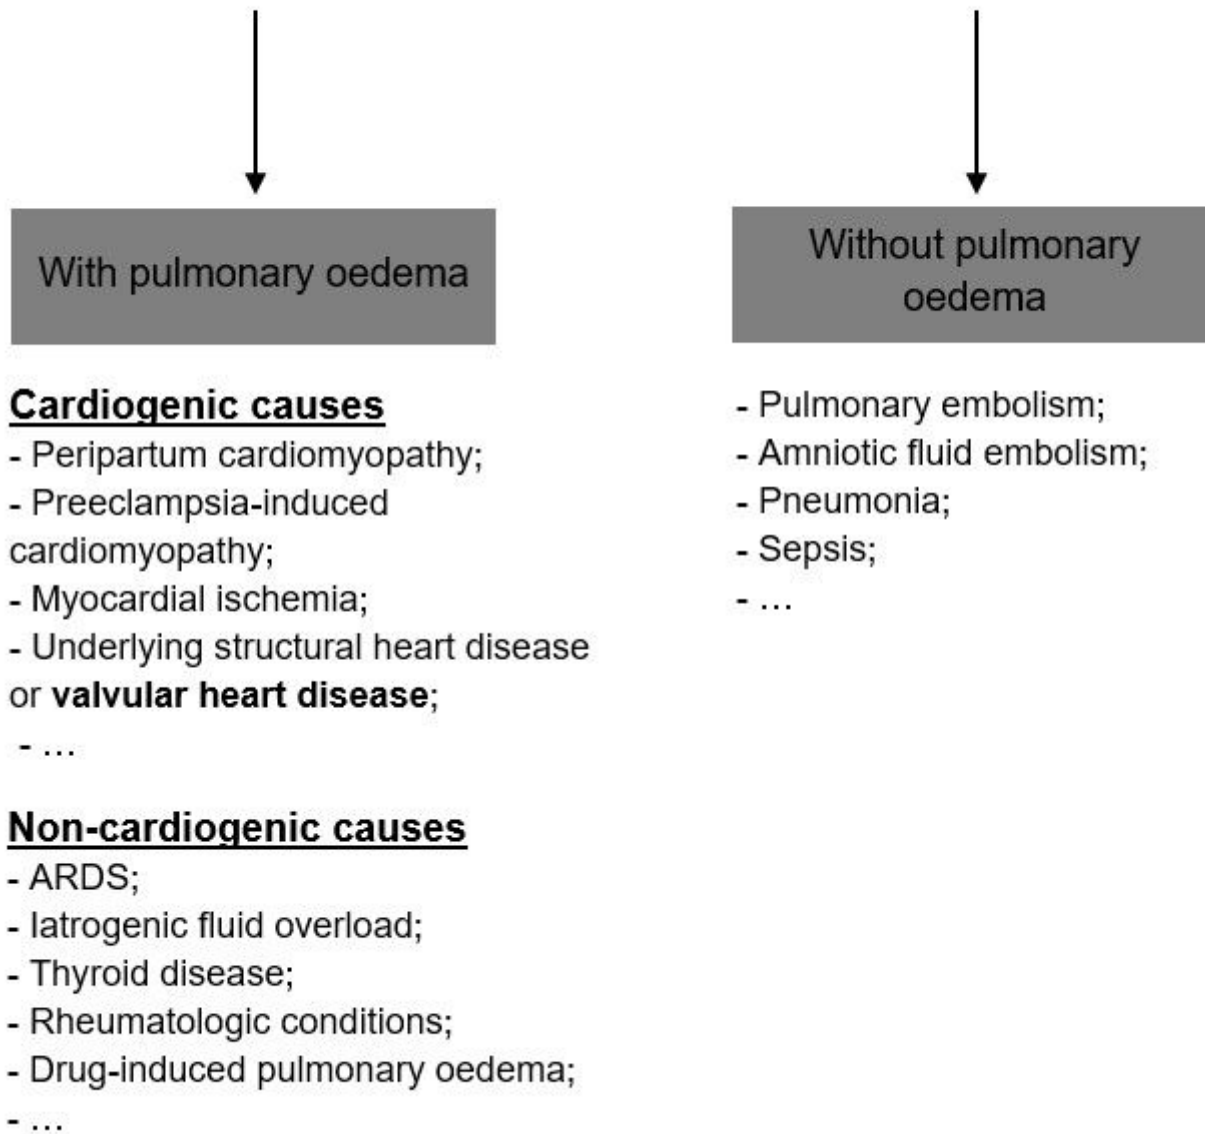 With pulmonary oedema
Cardiogenic causes
- Peripartum cardiomyopathy;
- Preeclampsia-induced
cardiomyopathy;
- Myocardial ischemia;
- Underlying structural heart disease
or valvular heart disease;
- …
Non-cardiogenic causes
- ARDS;
- Iatrogenic fluid overload;
- Thyroid disease;
- Rheumatologic conditions;
- Drug-induced pulmonary oedema;
- …
Without pulmonary
oedema
- Pulmonary embolism;
- Amniotic fluid embolism;
- Pneumonia;
- Sepsis;
- …